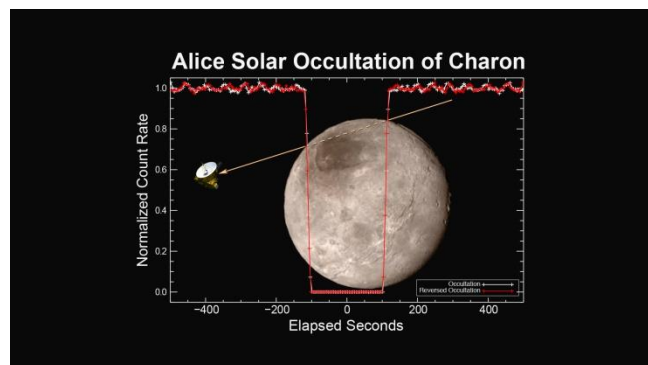 Alice Solar Occultation of Charon
1.0
0.8
0.6
0.4
0.2
0.0
Normalized Count Rate
Occultation
Reversed Occultation
−400 −200 0 200 400
Elapsed Seconds